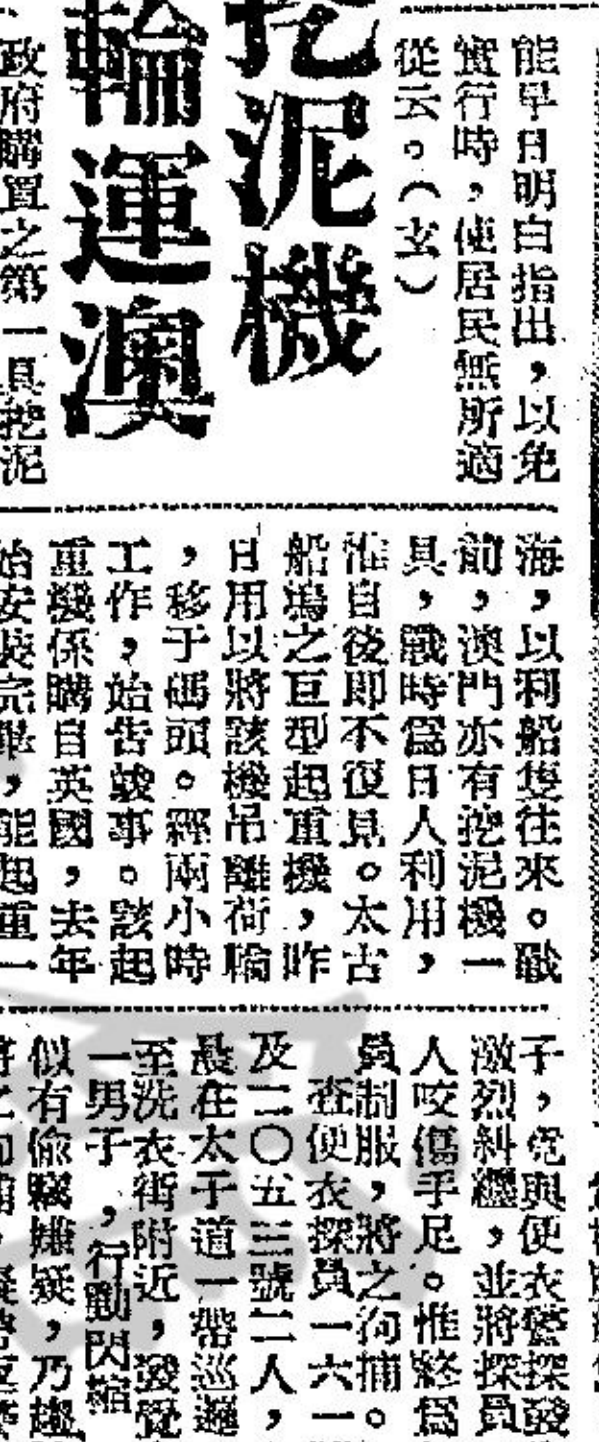 能早日明白指出，以免
實行時，使居民無所適
從云。（玄）
挖泥機
輪運澳
政府購置之第一具挖泥
海，以利船隻往來。戰
前，澳門亦有挖泥機一
具，戰時爲日人利用，
惟自後即不復見。太古
船塢之巨型起重機，昨
日用以將該機吊離荷輪
，移于碼頭。經兩小時
工作，始告竣事。該起
重機係購自英國，去年
始安裝完畢，能起重一
子，竟與便衣警探發
激烈糾纏，並將探員
人咬傷手足。惟終爲
員制服，將之拘捕。
查便衣探員一六一
及二〇五三號二人，
晨在太子道一帶巡邏
至洗衣街附近，發覺
一男子，行動閃縮
似有偷竊嫌疑，乃趨